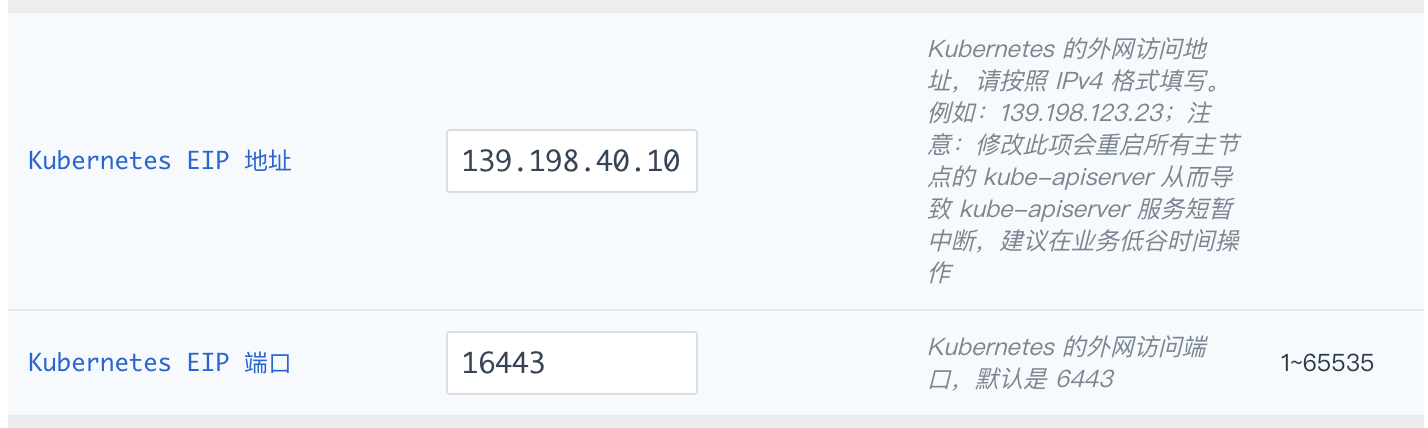 Kubernetes EIP 地址
139.198.40.10
Kubernetes 的外网访问地
址，请按照 IPv4 格式填写。
例如：139.198.123.23；注
意：修改此项会重启所有主节
点的 kube-apiserver 从而导
致 kube-apiserver 服务短暂
中断，建议在业务低谷时间操
作
Kubernetes EIP 端口
16443
Kubernetes 的外网访问端
口，默认是 6443
1~65535